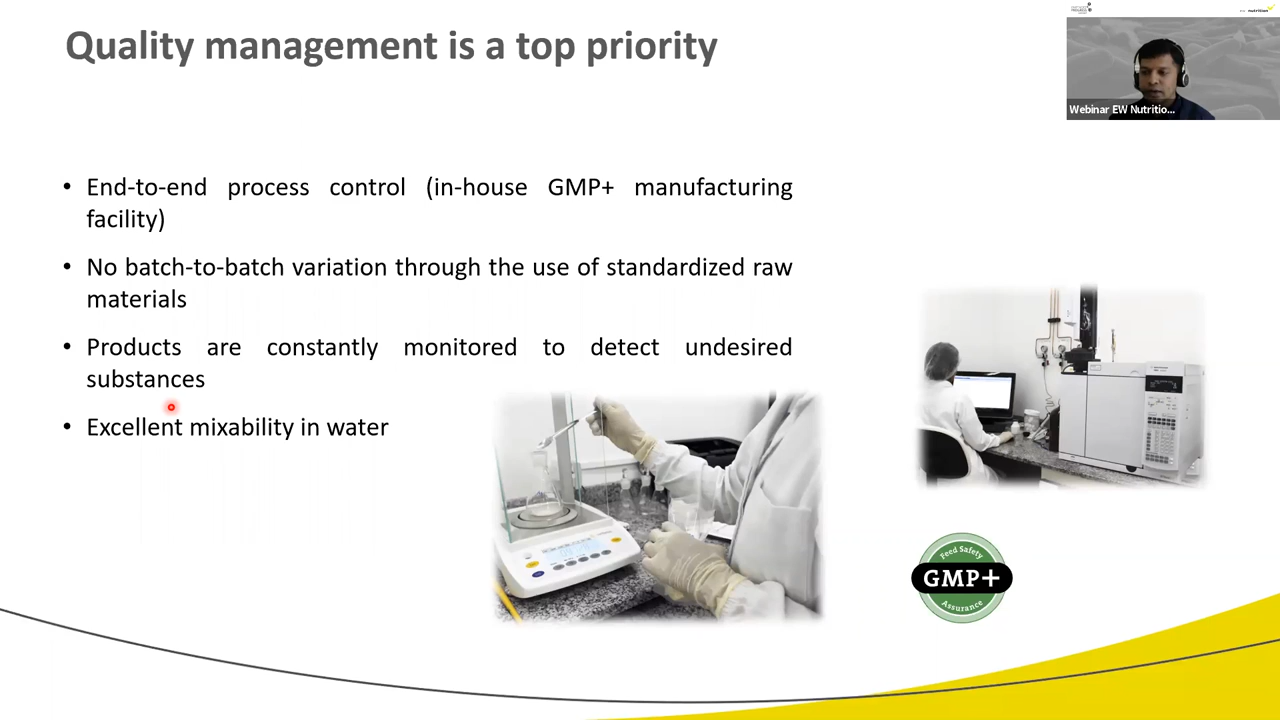 Quality management is a top priority
nutrition
Webinar EW Nutritio...
• End-to-end process control (in-house GMP+ manufacturing
facility)
• No batch-to-batch variation through the use of standardized raw
materials
• Products are constantly monitored to detect undesired
substances
• Excellent mixability in water
Feed Safety
GMP+
Assurance